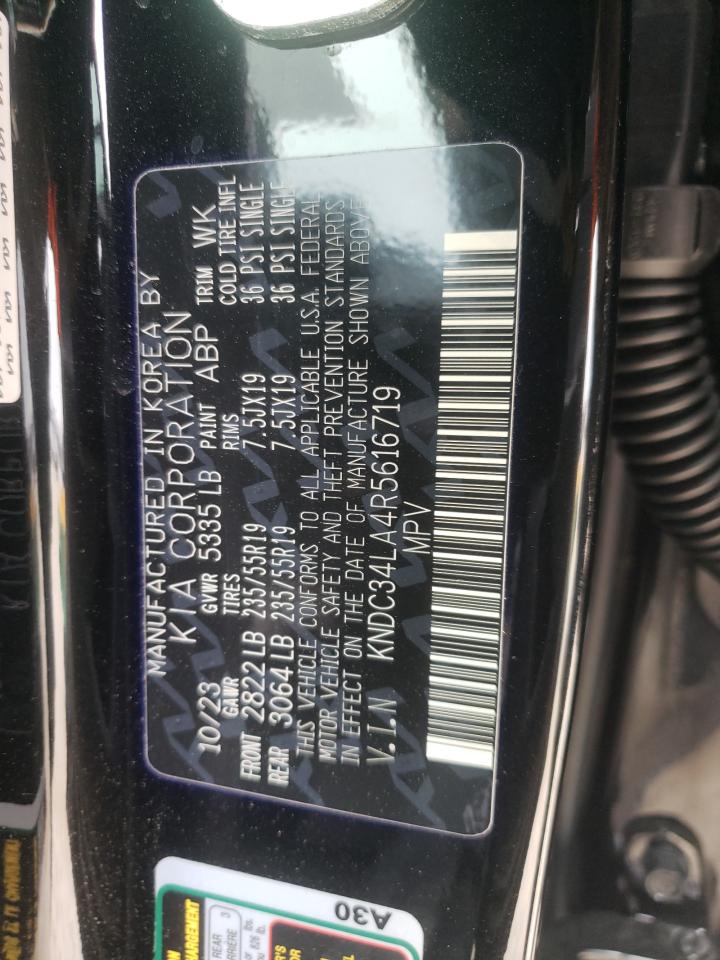 MANUFACTURED IN KOREA BY
KIA CORPORATION
10/23 GVWR 5335 LB PAINT ABP TRIM WK
GAWR TIRES RIMS COLD TIRE INFL
FRONT 2822 LB 235/55R19 7.5JX19 36 PSI SINGLE
REAR 3064 LB 235/55R19 7.5JX19 36 PSI SINGLE
THIS VEHICLE CONFORMS TO ALL APPLICABLE U.S.A. FEDERAL
MOTOR VEHICLE SAFETY AND THEFT PREVENTION STANDARDS
IN EFFECT ON THE DATE OF MANUFACTURE SHOWN ABOVE
V.I.N KNDC34LA4R5616719
MPV
A30
REAR 3